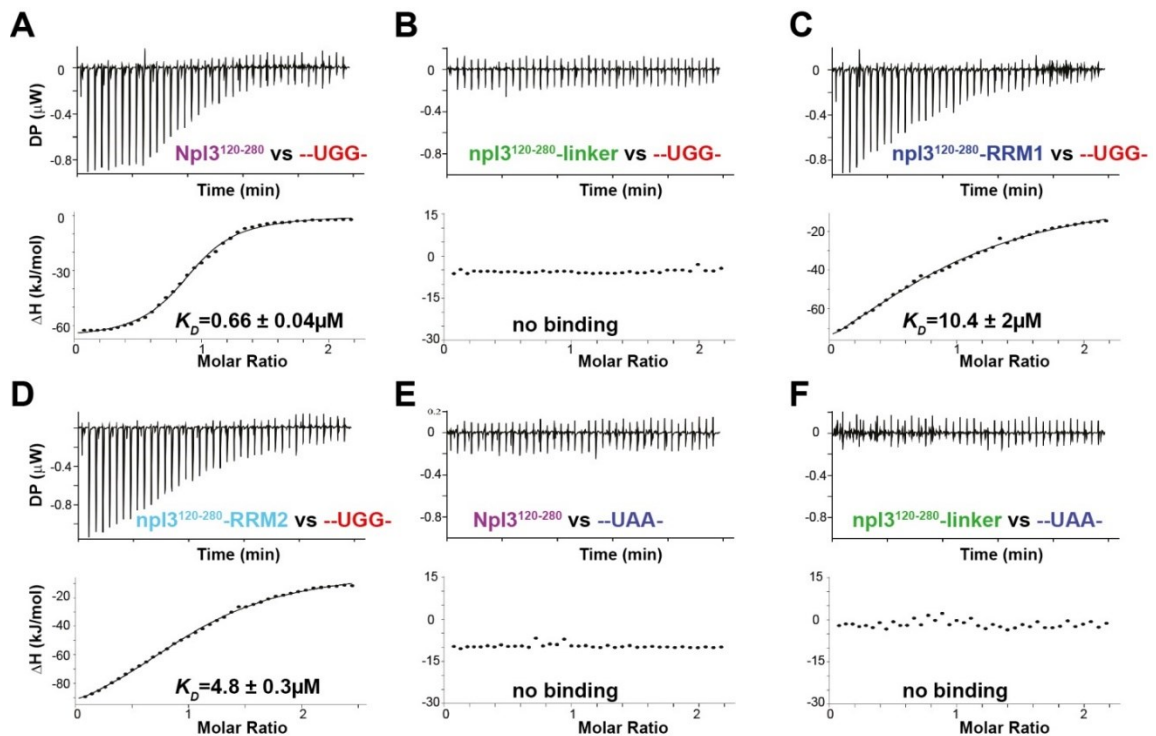 A
DP (µW)
0
-0.4
-0.8
Npl3120-280 vs --UGG-
Time (min)
ΔH (kJ/mol)
0
-30
-60
KD=0.66 ± 0.04µM
0 1 2
Molar Ratio
B
0
-0.4
-0.8
npl3120-280-linker vs --UGG-
Time (min)
15
0
-15
-30
no binding
0 1 2
Molar Ratio
C
0
-0.4
-0.8
npl3120-280-RRM1 vs --UGG-
Time (min)
-20
-40
-60
KD=10.4 ± 2µM
0 1 2
Molar Ratio
D
DP (µW)
0
-0.4
-0.8
npl3120-280-RRM2 vs --UGG-
Time (min)
ΔH (kJ/mol)
-20
-40
-60
-80
KD=4.8 ± 0.3µM
0 1 2
Molar Ratio
E
0.2
0
-0.4
-0.8
Npl3120-280 vs --UAA-
Time (min)
15
0
-15
-30
no binding
0 1 2
Molar Ratio
F
0
-0.4
-0.8
npl3120-280-linker vs --UAA-
Time (min)
15
0
-15
-30
no binding
0 1 2
Molar Ratio